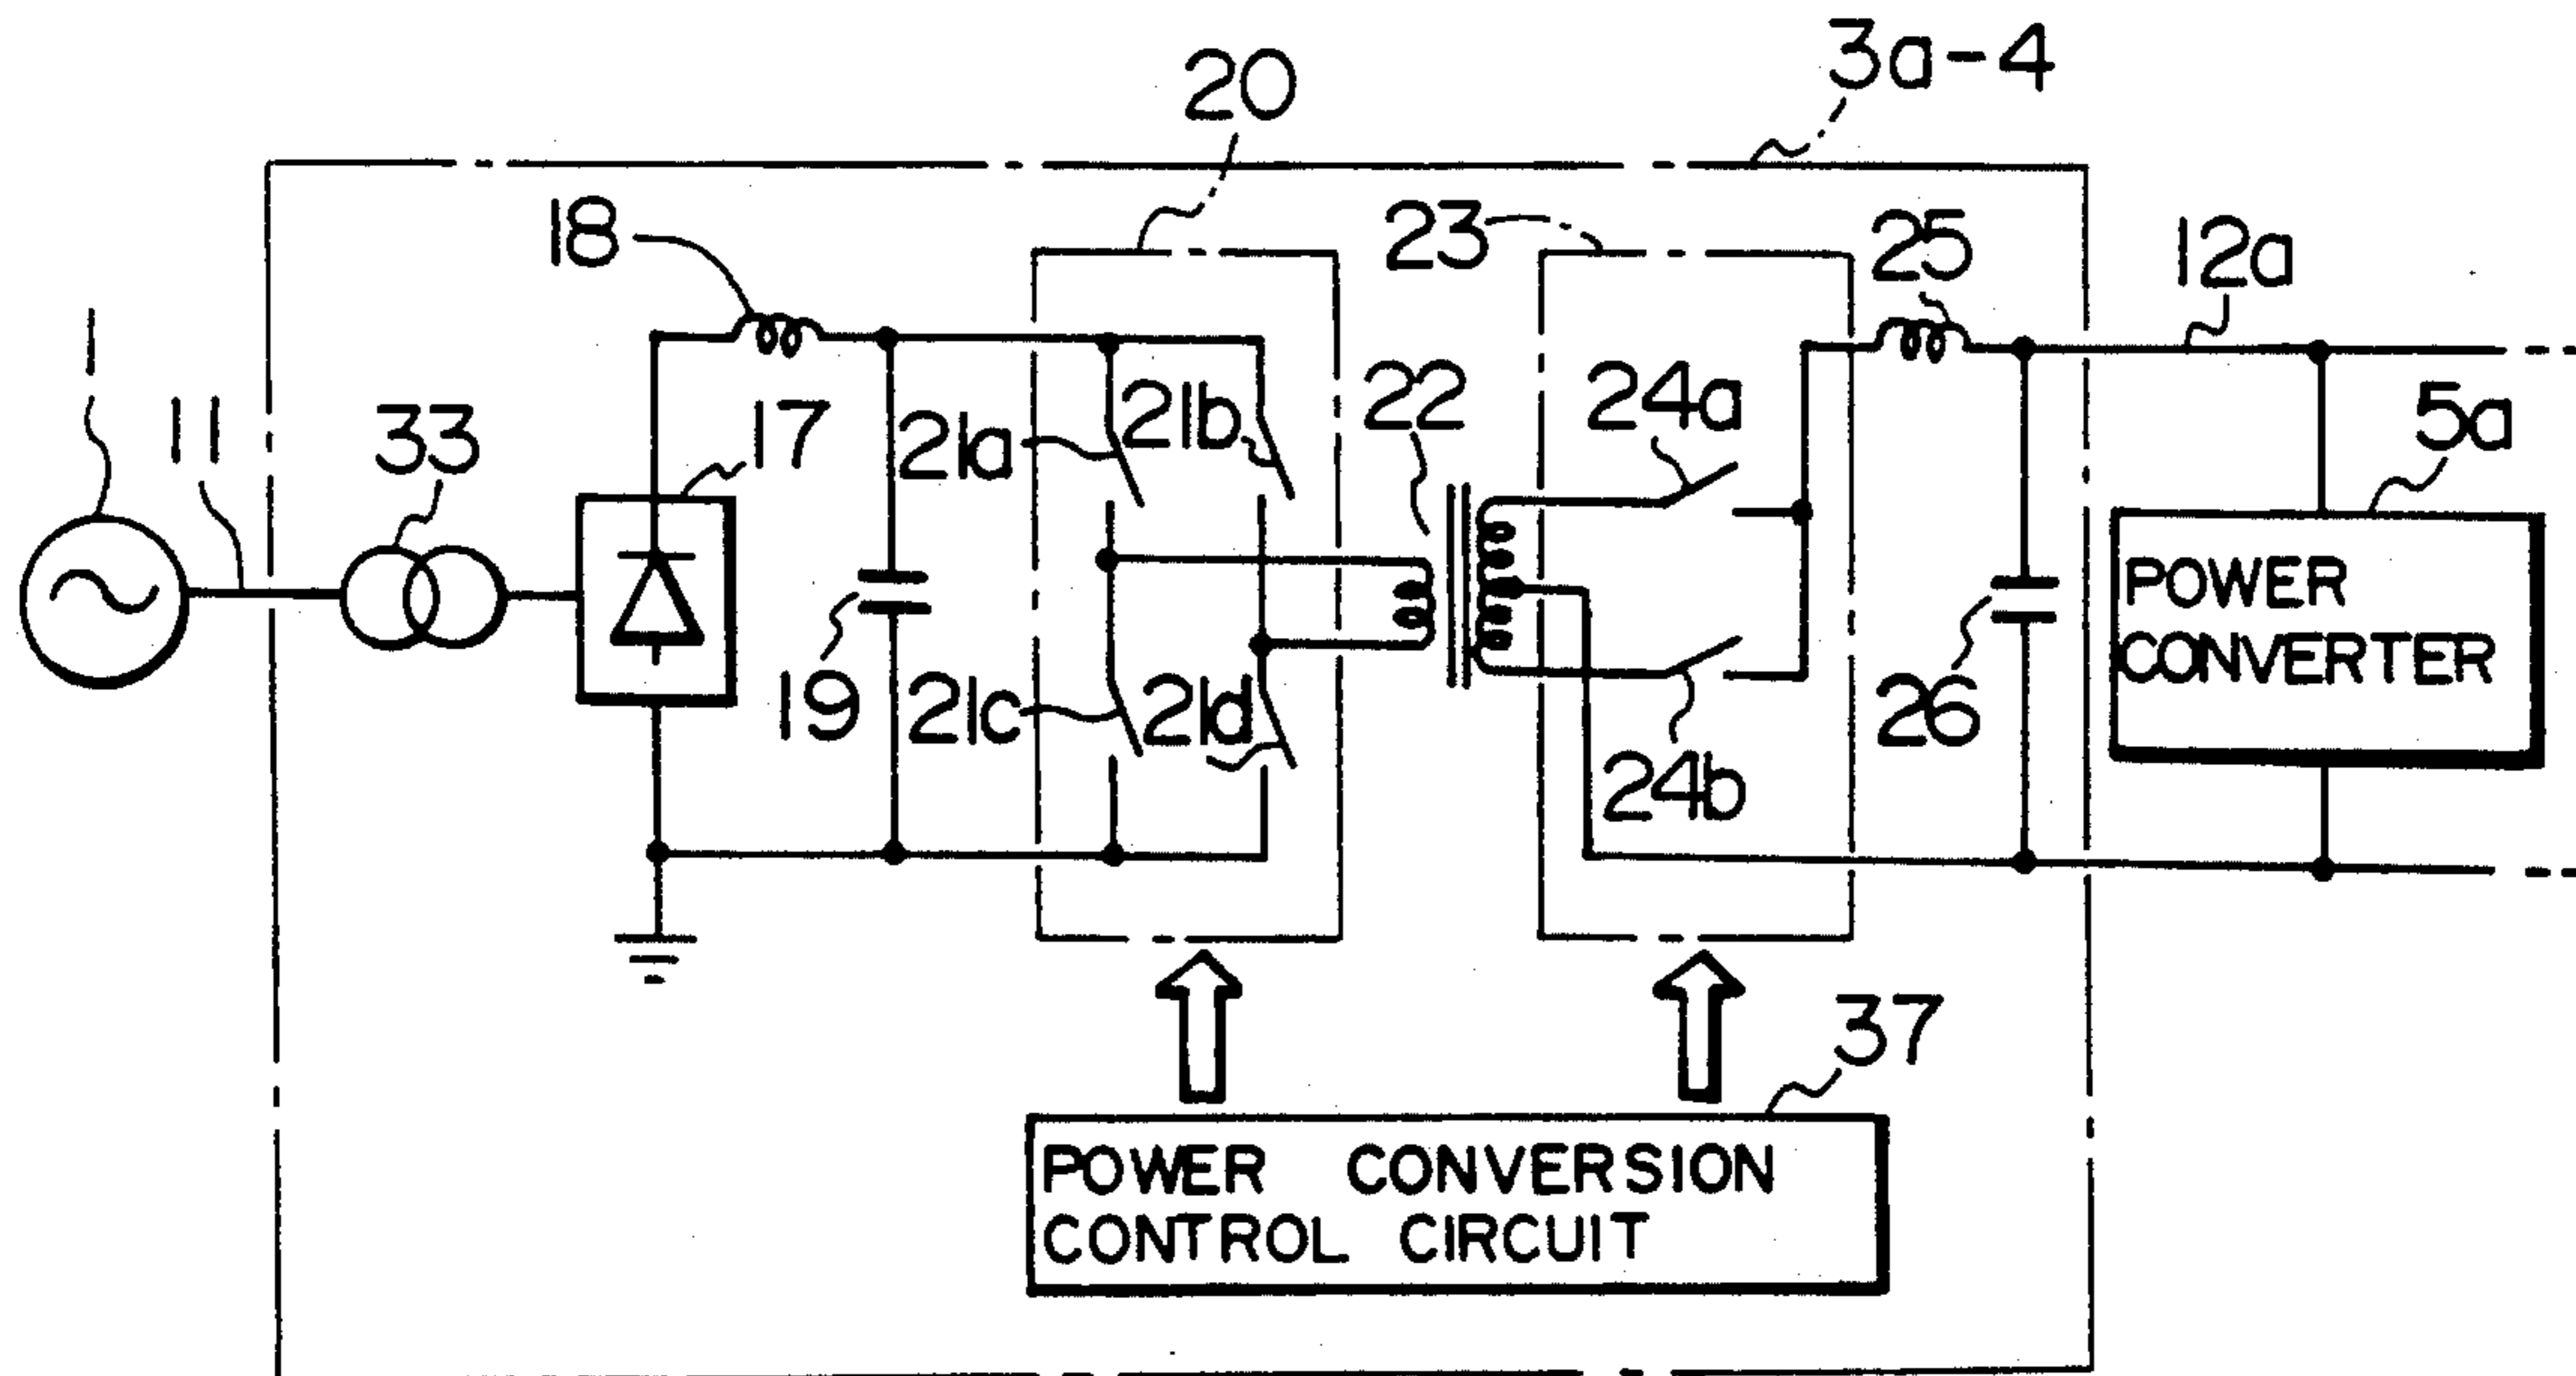 3a-4
20
18
23
25
12a
1
11
33
17
21a
21b
22
24a
5a
POWER
CONVERTER
19
21c
21d
24b
26
37
POWER CONVERSION
CONTROL CIRCUIT